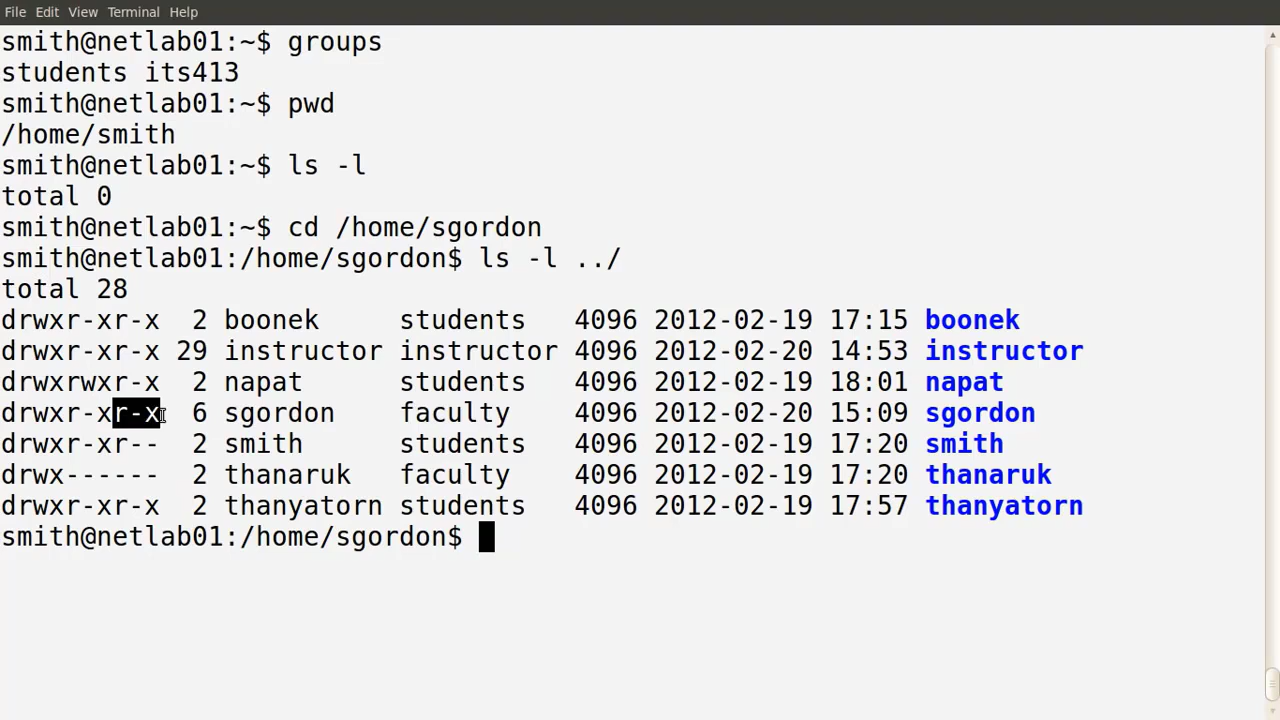 File Edit View Terminal Help
smith@netlab01:~$ groups
students its413
smith@netlab01:~$ pwd
/home/smith
smith@netlab01:~$ ls -l
total 0
smith@netlab01:~$ cd /home/sgordon
smith@netlab01:/home/sgordon$ ls -l ../
total 28
drwxr-xr-x  2 boonek     students   4096 2012-02-19 17:15 boonek
drwxr-xr-x 29 instructor instructor 4096 2012-02-20 14:53 instructor
drwxrwxr-x  2 napat      students   4096 2012-02-19 18:01 napat
drwxr-xr-x  6 sgordon    faculty    4096 2012-02-20 15:09 sgordon
drwxr-xr--  2 smith      students   4096 2012-02-19 17:20 smith
drwx------  2 thanaruk   faculty    4096 2012-02-19 17:20 thanaruk
drwxr-xr-x  2 thanyatorn students   4096 2012-02-19 17:57 thanyatorn
smith@netlab01:/home/sgordon$